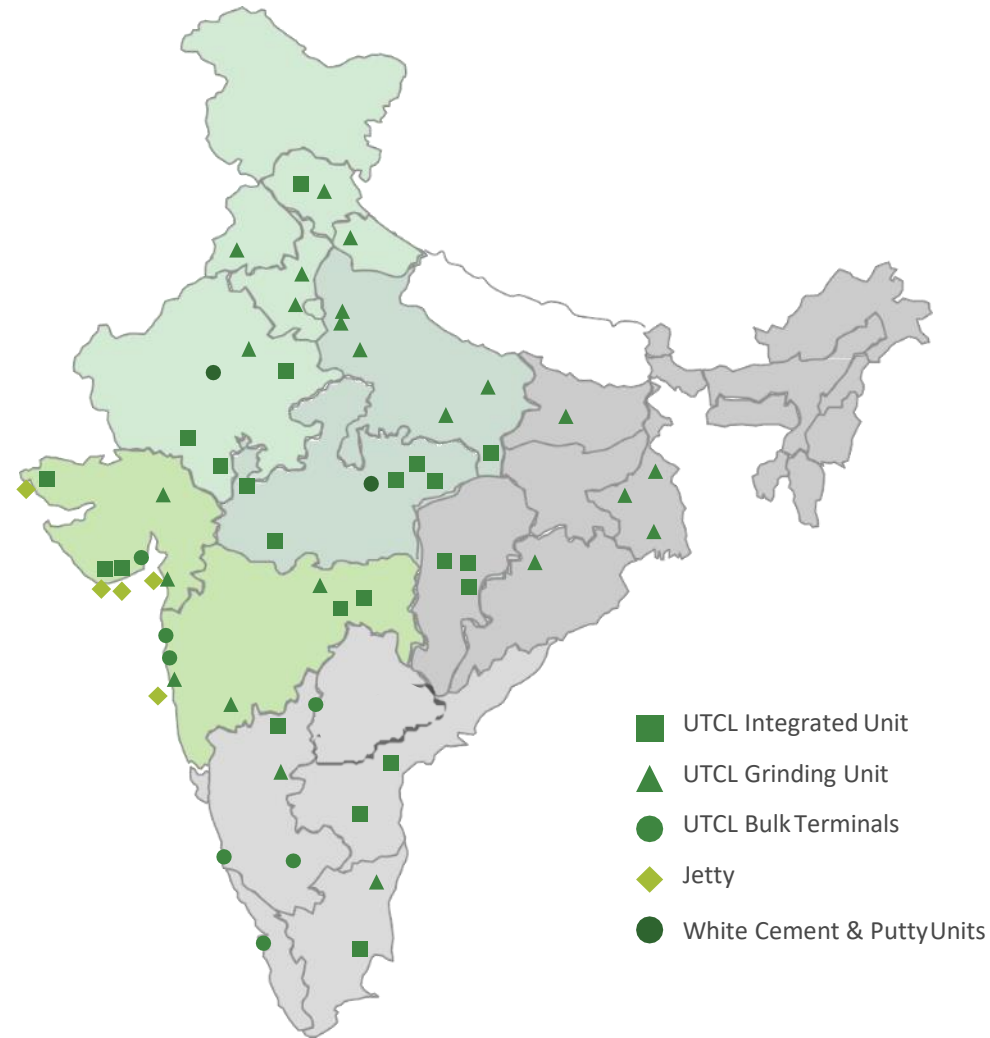 UTCL Integrated Unit
UTCL Grinding Unit
UTCL Bulk Terminals
Jetty
White Cement & Putty Units